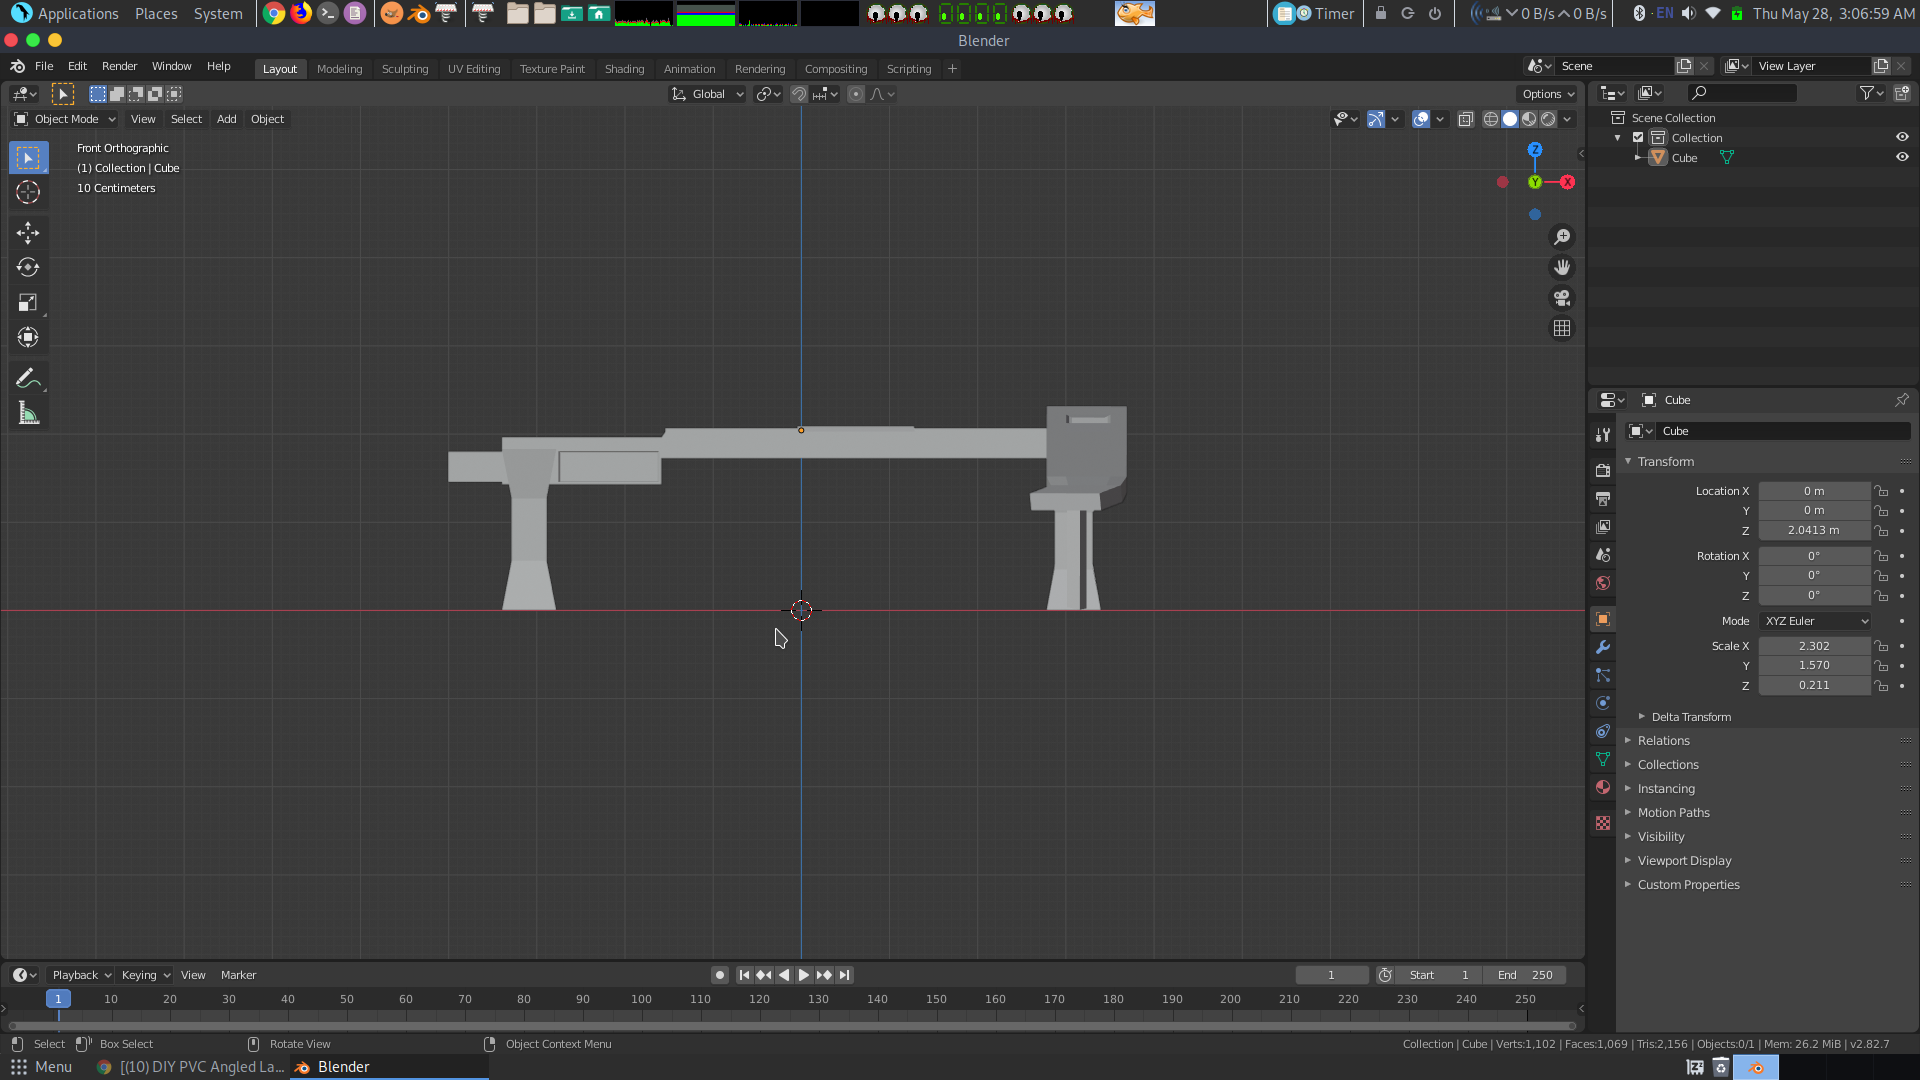 Applications Places System Timer 0 B/s 0 B/s EN Thu May 28, 3:06:59 AM
Blender
File Edit Render Window Help Layout Modeling Sculpting UV Editing Texture Paint Shading Animation Rendering Compositing Scripting + Scene View Layer
Global Options
Object Mode View Select Add Object
Front Orthographic
(1) Collection | Cube
10 Centimeters
Z
Y
X
Scene Collection
Collection
Cube
Cube
Cube
Transform
Location X 0 m
Y 0 m
Z 2.0413 m
Rotation X 0°
Y 0°
Z 0°
Mode XYZ Euler
Scale X 2.302
Y 1.570
Z 0.211
Delta Transform
Relations
Collections
Instancing
Motion Paths
Visibility
Viewport Display
Custom Properties
Playback Keying View Marker 1 Start 1 End 250
1 10 20 30 40 50 60 70 80 90 100 110 120 130 140 150 160 170 180 190 200 210 220 230 240 250
Select Box Select Rotate View Object Context Menu Collection | Cube | Verts:1,102 | Faces:1,069 | Tris:2,156 | Objects:0/1 | Mem: 26.2 MiB | v2.82.7
Menu [(10) DIY PVC Angled La... Blender